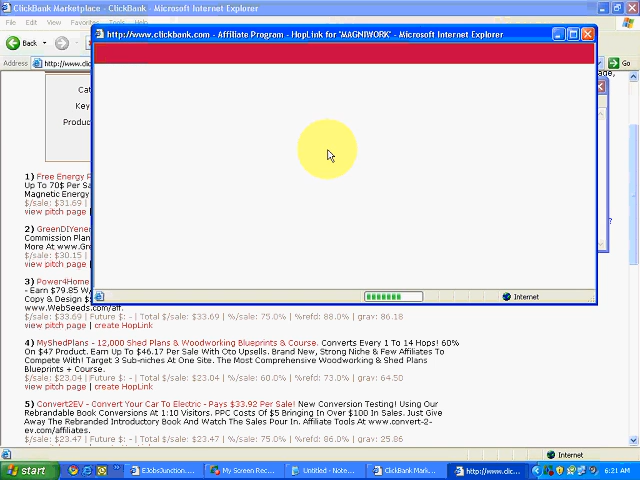 ClickBank Marketplace - ClickBank - Microsoft Internet Explorer
http://www.clickbank.com - Affiliate Program - HopLink for 'MAGNIWORK' - Microsoft Internet Explorer
File Edit View Favorites Tools Help
Back
Address http://www.clic
Go
Cat
Key
Produc
1) Free Energy
Up To 70$ Per Sa
Magnetic Energy
$/sale: $31.69
view pitch page |
2) GreenDIYener
Commission Plan
More At www.Gr
$/sale: $30.15
view pitch page |
3) Power4Home
- Earn $79.85 W
Copy & Design $
www.WebSeeds.com/aff.
$/sale: $33.69 | Future $: - | Total $/sale: $33.69 | %/sale: 75.0% | %refd: 88.0% | grav: 86.18
view pitch page | create HopLink
4) MyShedPlans - 12,000 Shed Plans & Woodworking Blueprints & Course. Converts Every 1 To 14 Hops! 60%
On $47 Product. Earn Up To $46.17 Per Sale With Oto Upsells. Brand New, Strong Niche & Few Affiliates To
Compete With! Target 3 Sub-niches At One Site. The Most Comprehensive Woodworking & Shed Plans
Blueprints + Course.
$/sale: $23.04 | Future $: - | Total $/sale: $23.04 | %/sale: 60.0% | %refd: 73.0% | grav: 64.50
view pitch page | create HopLink
5) Convert2EV - Convert Your Car To Electric - Pays $33.92 Per Sale! New Conversion Testing! Using Our
Rebrandable Book Conversions At 1:10 Visitors. PPC Costs Of $5 Bringing In Over $100 In Sales. Just Give
Away The Rebranded Introductory Book And Watch The Sales Pour In. Affiliate Tools At www.convert-2-
ev.com/affiliates.
$/sale: $23.47 | Future $: - | Total $/sale: $23.47 | %/sale: 75.0% | %refd: 86.0% | grav: 25.86
Internet
Internet
start
EJobsJunction....
My Screen Rec...
Untitled - Note...
ClickBank Mark...
http://www.clic...
6:21 AM